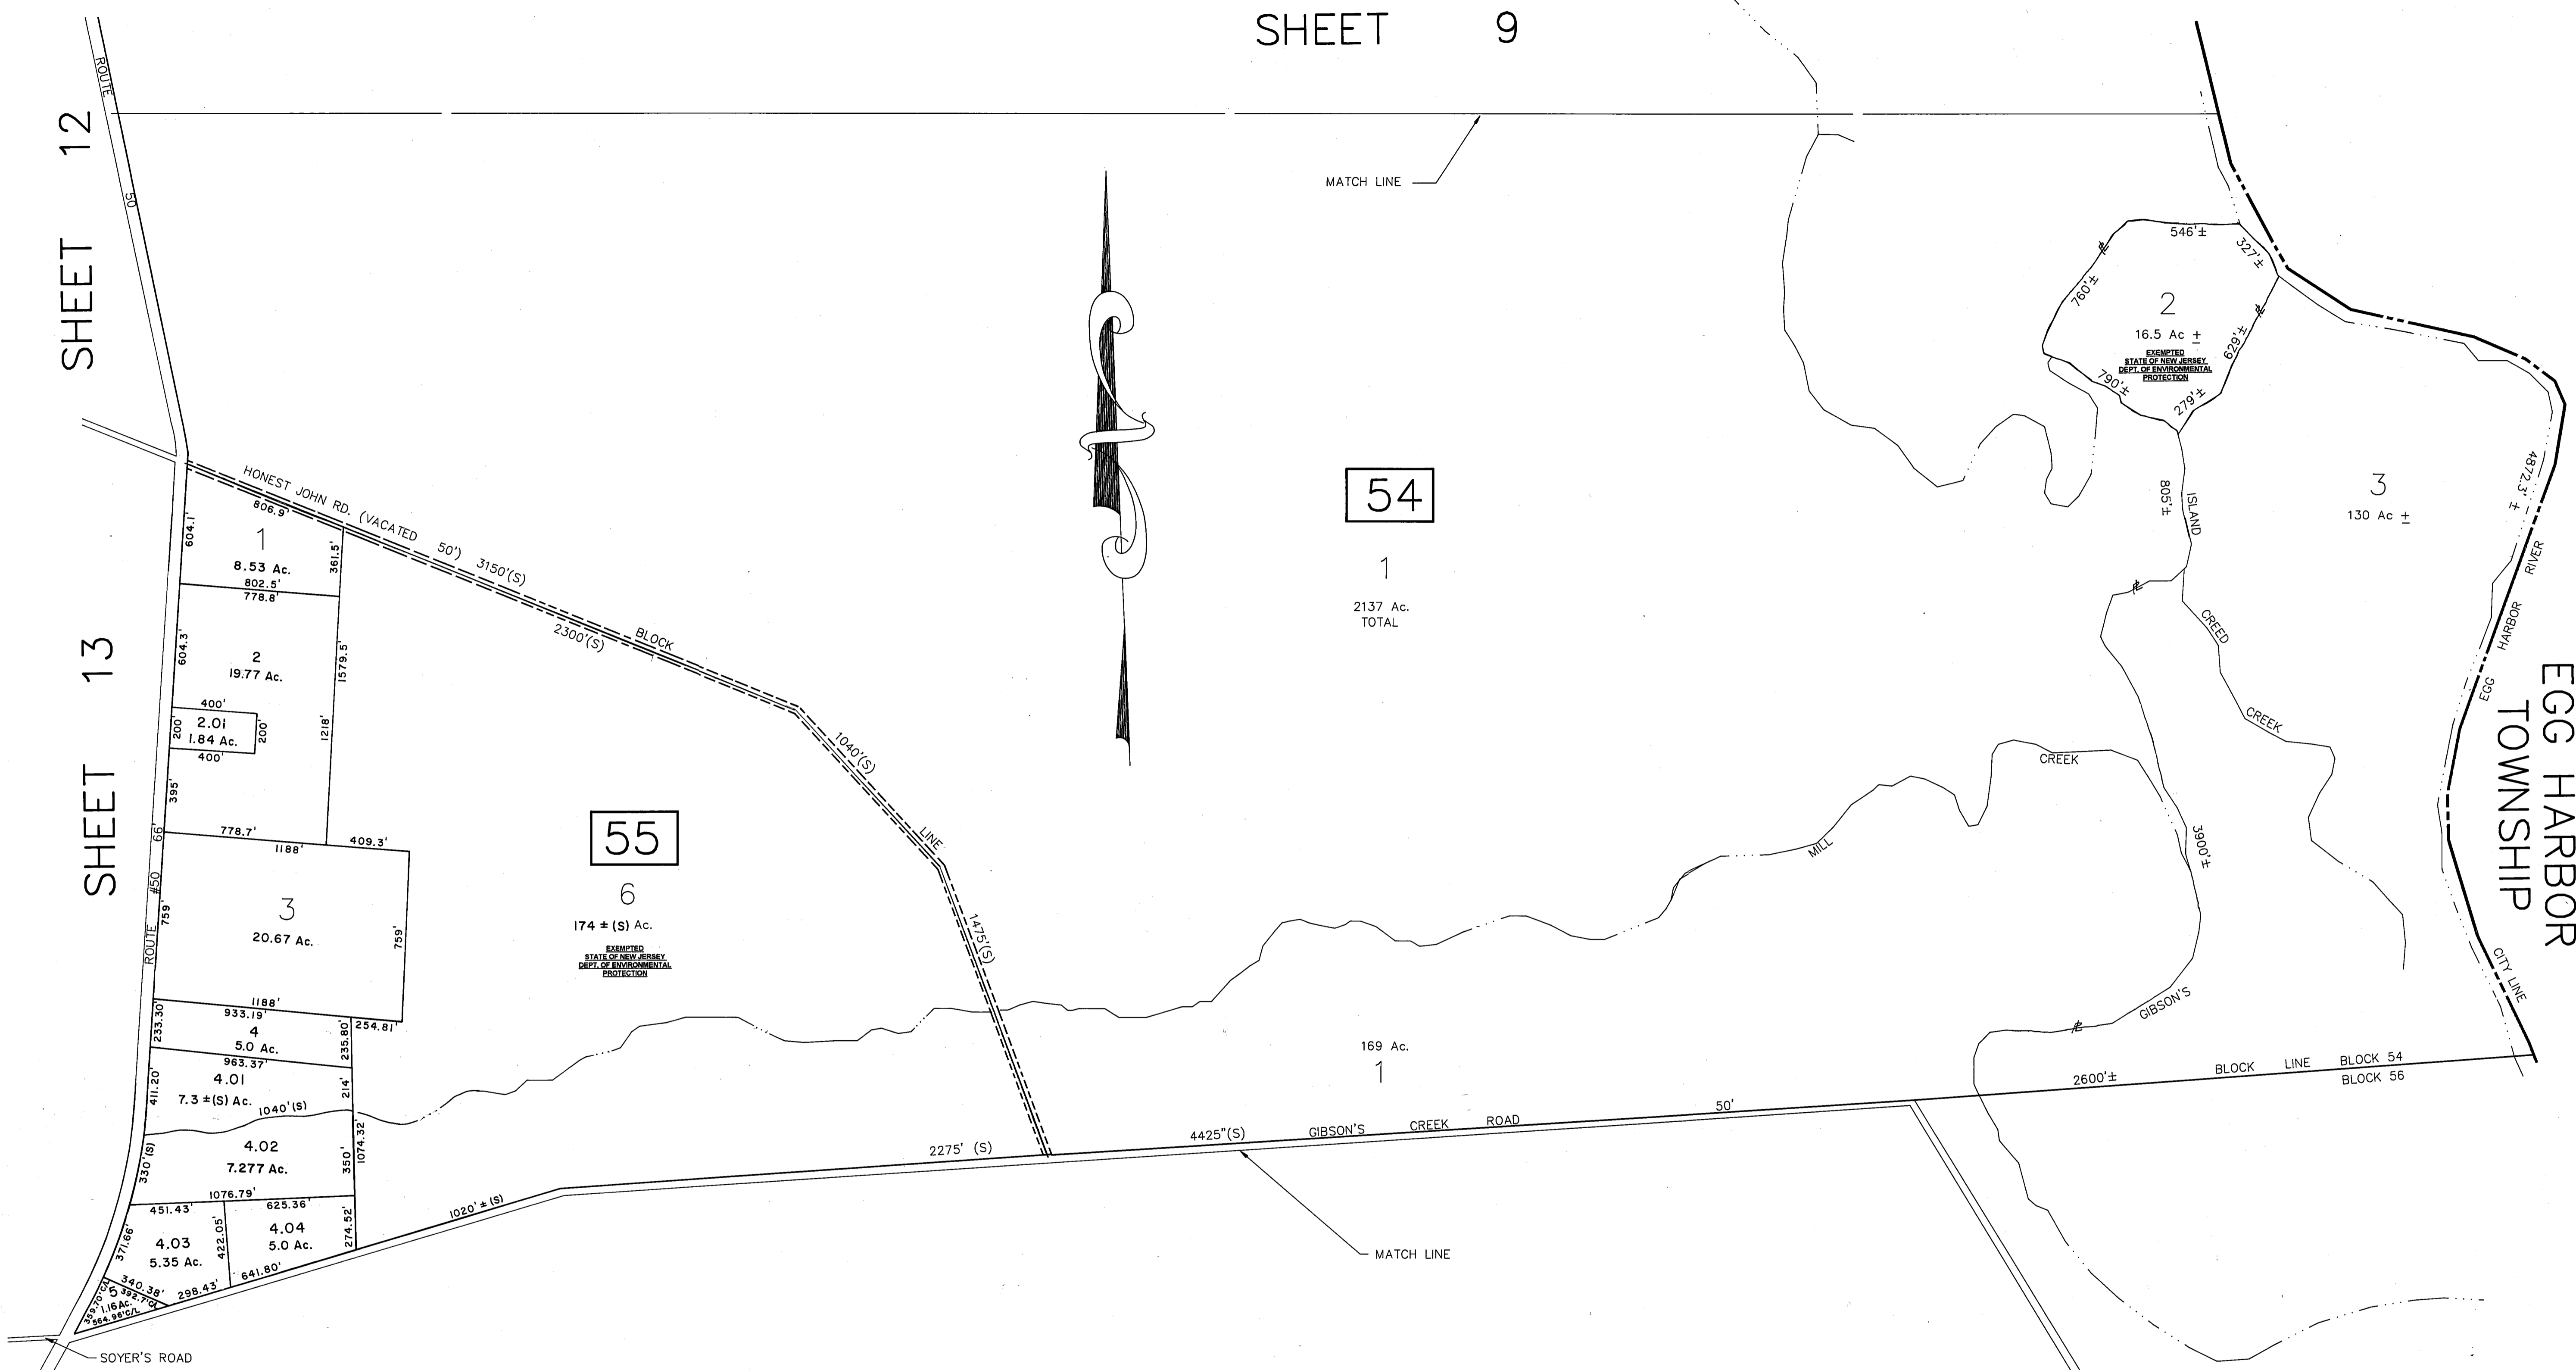 SHEET 9
SHEET 12
SHEET 13
ROUTE
50
MATCH LINE
546'±
327'±
760'±
2
16.5 Ac ±
EXEMPTED
STATE OF NEW JERSEY
DEPT. OF ENVIRONMENTAL
PROTECTION
629'±
790'±
279'±
805'±
ISLAND
CREED
CREEK
3
130 Ac ±
4872.3' ±
EGG HARBOR RIVER
EGG HARBOR
TOWNSHIP
CITY LINE
54
1
2137 Ac.
TOTAL
HONEST JOHN RD. (VACATED 50') 3150'(S)
806.9'
604.1'
1
8.53 Ac.
361.5'
802.5'
778.8'
2300'(S)
BLOCK
LINE
1040'(S)
1475'(S)
604.3'
2
19.77 Ac.
1579.5'
1218'
400'
200'
2.01
1.84 Ac.
200'
400'
395'
66'
778.7'
409.3'
1188'
ROUTE #50
759'
3
20.67 Ac.
759'
1188'
55
6
174 ± (S) Ac.
EXEMPTED
STATE OF NEW JERSEY
DEPT. OF ENVIRONMENTAL
PROTECTION
933.19'
254.81'
233.30'
4
5.0 Ac.
235.80'
963.37'
411.20'
4.01
7.3 ±(S) Ac.
214'
1040'(S)
1074.32'
330'(S)
4.02
7.277 Ac.
350'
1076.79'
451.43'
625.36'
371.66'
4.03
5.35 Ac.
422.05'
4.04
5.0 Ac.
274.52'
340.38'
298.43'
641.80'
359.70'C/L
5
392.7'C/L
1.16 Ac.
564.96'C/L
SOYER'S ROAD
1020' ± (S)
2275' (S)
4425"(S)
GIBSON'S CREEK ROAD
50'
MATCH LINE
MILL
CREEK
3900'±
GIBSON'S
169 Ac.
1
2600'±
BLOCK LINE BLOCK 54
BLOCK 56